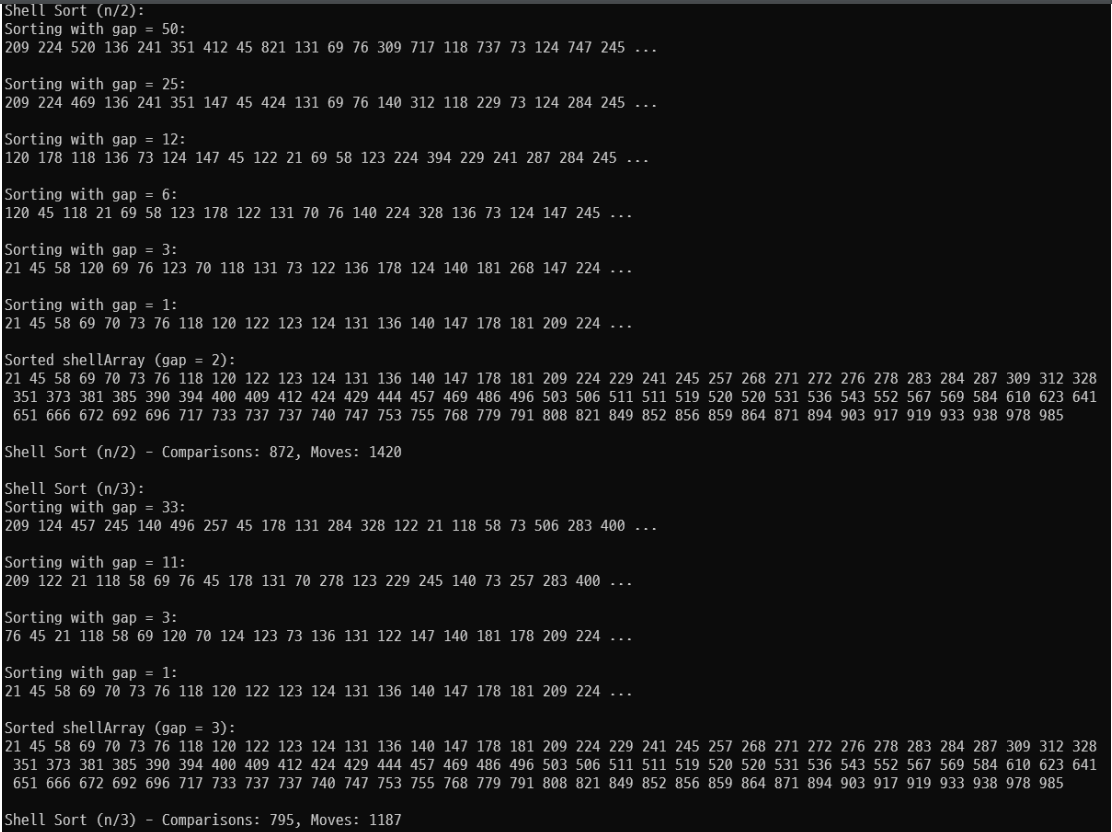 Shell Sort (n/2):
Sorting with gap = 50:
209 224 520 136 241 351 412 45 821 131 69 76 309 717 118 737 73 124 747 245 ...
Sorting with gap = 25:
209 224 469 136 241 351 147 45 424 131 69 76 140 312 118 229 73 124 284 245 ...
Sorting with gap = 12:
120 178 118 136 73 124 147 45 122 21 69 58 123 224 394 229 241 287 284 245 ...
Sorting with gap = 6:
120 45 118 21 69 58 123 178 122 131 70 76 140 224 328 136 73 124 147 245 ...
Sorting with gap = 3:
21 45 58 120 69 76 123 70 118 131 73 122 136 178 124 140 181 268 147 224 ...
Sorting with gap = 1:
21 45 58 69 70 73 76 118 120 122 123 124 131 136 140 147 178 181 209 224 ...
Sorted shellArray (gap = 2):
21 45 58 69 70 73 76 118 120 122 123 124 131 136 140 147 178 181 209 224 229 241 245 257 268 271 272 276 278 283 284 287 309 312 328
351 373 381 385 390 394 400 409 412 424 429 444 457 469 486 496 503 506 511 511 519 520 520 531 536 543 552 567 569 584 610 623 641
651 666 672 692 696 717 733 737 737 740 747 753 755 768 779 791 808 821 849 852 856 859 864 871 894 903 917 919 933 938 978 985
Shell Sort (n/2) - Comparisons: 872, Moves: 1420
Shell Sort (n/3):
Sorting with gap = 33:
209 124 457 245 140 496 257 45 178 131 284 328 122 21 118 58 73 506 283 400 ...
Sorting with gap = 11:
209 122 21 118 58 69 76 45 178 131 70 278 123 229 245 140 73 257 283 400 ...
Sorting with gap = 3:
76 45 21 118 58 69 120 70 124 123 73 136 131 122 147 140 181 178 209 224 ...
Sorting with gap = 1:
21 45 58 69 70 73 76 118 120 122 123 124 131 136 140 147 178 181 209 224 ...
Sorted shellArray (gap = 3):
21 45 58 69 70 73 76 118 120 122 123 124 131 136 140 147 178 181 209 224 229 241 245 257 268 271 272 276 278 283 284 287 309 312 328
351 373 381 385 390 394 400 409 412 424 429 444 457 469 486 496 503 506 511 511 519 520 520 531 536 543 552 567 569 584 610 623 641
651 666 672 692 696 717 733 737 737 740 747 753 755 768 779 791 808 821 849 852 856 859 864 871 894 903 917 919 933 938 978 985
Shell Sort (n/3) - Comparisons: 795, Moves: 1187